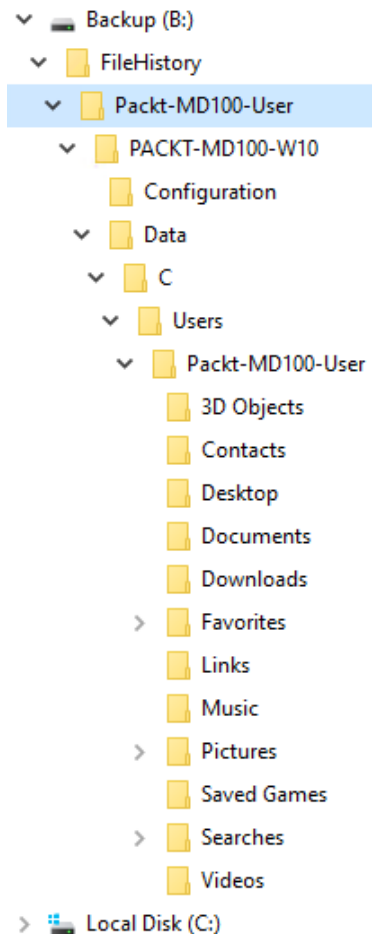 Backup (B:)
FileHistory
Packt-MD100-User
PACKT-MD100-W10
Configuration
Data
C
Users
Packt-MD100-User
3D Objects
Contacts
Desktop
Documents
Downloads
Favorites
Links
Music
Pictures
Saved Games
Searches
Videos
Local Disk (C:)